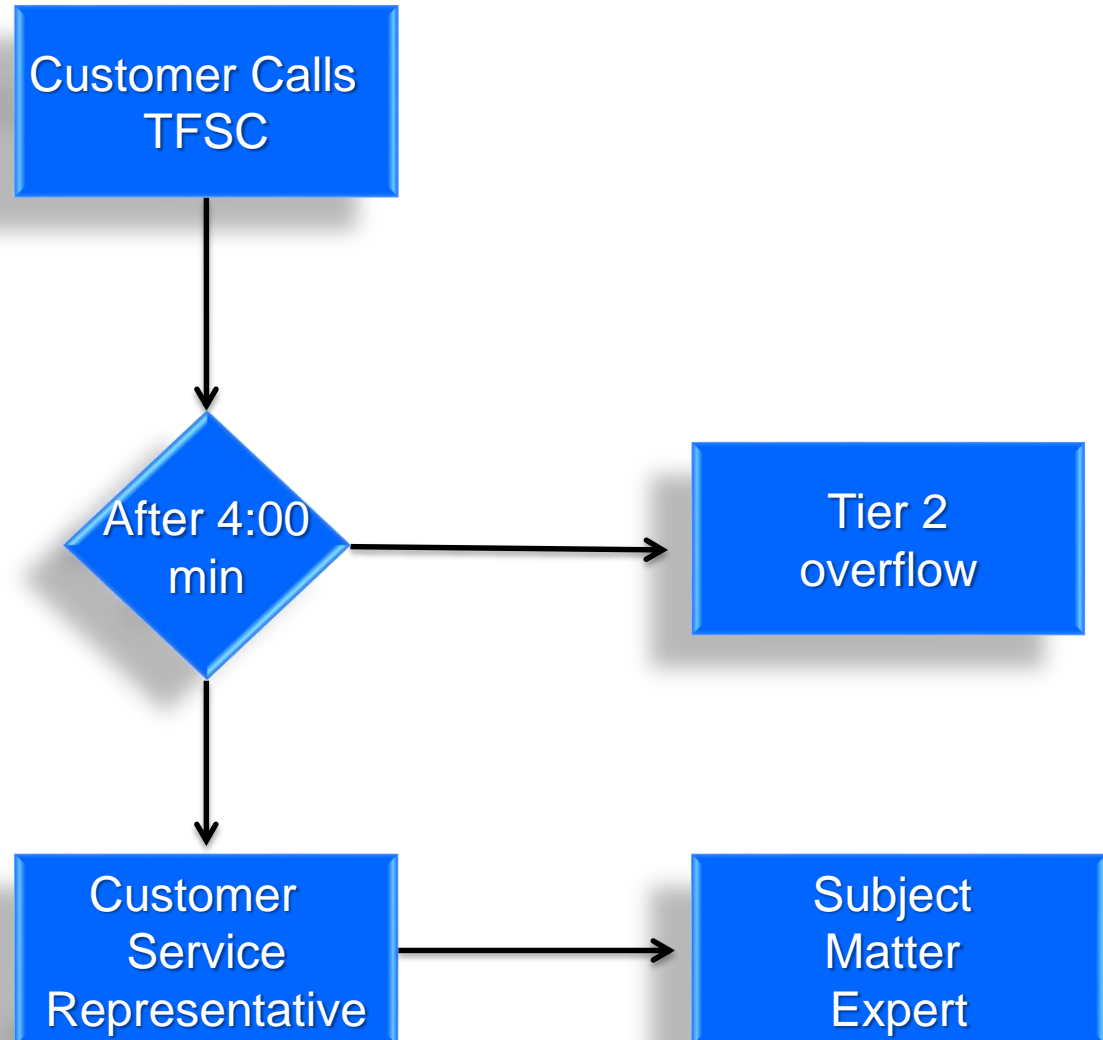 Customer Calls
TFSC
After 4:00
min
Tier 2
overflow
Customer
Service
Representative
Subject
Matter
Expert